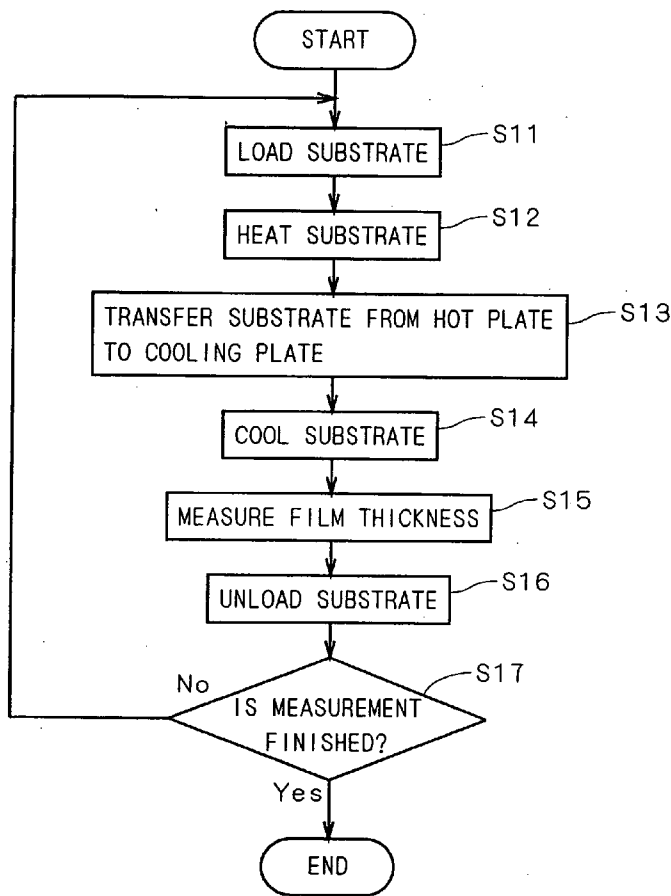 START
LOAD SUBSTRATE
S11
HEAT SUBSTRATE
S12
TRANSFER SUBSTRATE FROM HOT PLATE
TO COOLING PLATE
S13
COOL SUBSTRATE
S14
MEASURE FILM THICKNESS
S15
UNLOAD SUBSTRATE
S16
IS MEASUREMENT
FINISHED?
S17
No
Yes
END